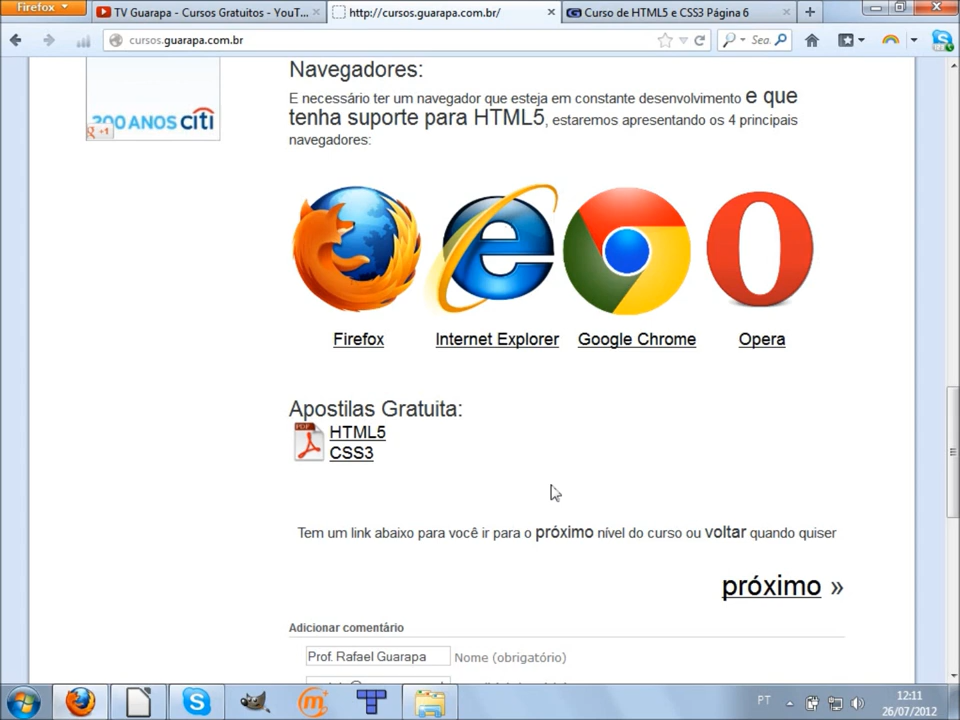 Firefox
TV Guarapa - Cursos Gratuitos - YouT...
http://cursos.guarapa.com.br/
Curso de HTML5 e CSS3 Página 6
cursos.guarapa.com.br
Sea
Navegadores:
E necessário ter um navegador que esteja em constante desenvolvimento e que
tenha suporte para HTML5, estaremos apresentando os 4 principais
navegadores:
200 ANOS citi
g +1
Firefox
Internet Explorer
Google Chrome
Opera
Apostilas Gratuita:
PDF
HTML5
CSS3
Tem um link abaixo para você ir para o próximo nível do curso ou voltar quando quiser
próximo »
Adicionar comentário
Prof. Rafael Guarapa
Nome (obrigatório)
PT
12:11
26/07/2012